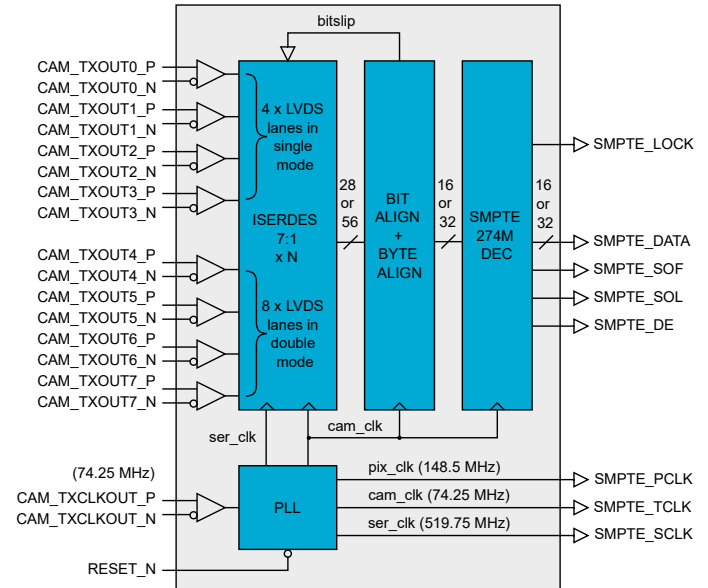 bitslip
CAM_TXOUT0_P
CAM_TXOUT0_N
CAM_TXOUT1_P
CAM_TXOUT1_N
CAM_TXOUT2_P
CAM_TXOUT2_N
CAM_TXOUT3_P
CAM_TXOUT3_N
CAM_TXOUT4_P
CAM_TXOUT4_N
CAM_TXOUT5_P
CAM_TXOUT5_N
CAM_TXOUT6_P
CAM_TXOUT6_N
CAM_TXOUT7_P
CAM_TXOUT7_N
4 x LVDS
lanes in
single
mode
ISERDES
7:1
x N
8 x LVDS
lanes in
double
mode
28
or
56
BIT
ALIGN
+
BYTE
ALIGN
16
or
32
SMPTE
274M
DEC
16
or
32
SMPTE_LOCK
SMPTE_DATA
SMPTE_SOF
SMPTE_SOL
SMPTE_DE
ser_clk
cam_clk
(74.25 MHz)
CAM_TXCLKOUT_P
CAM_TXCLKOUT_N
RESET_N
PLL
pix_clk (148.5 MHz)
cam_clk (74.25 MHz)
ser_clk (519.75 MHz)
SMPTE_PCLK
SMPTE_TCLK
SMPTE_SCLK